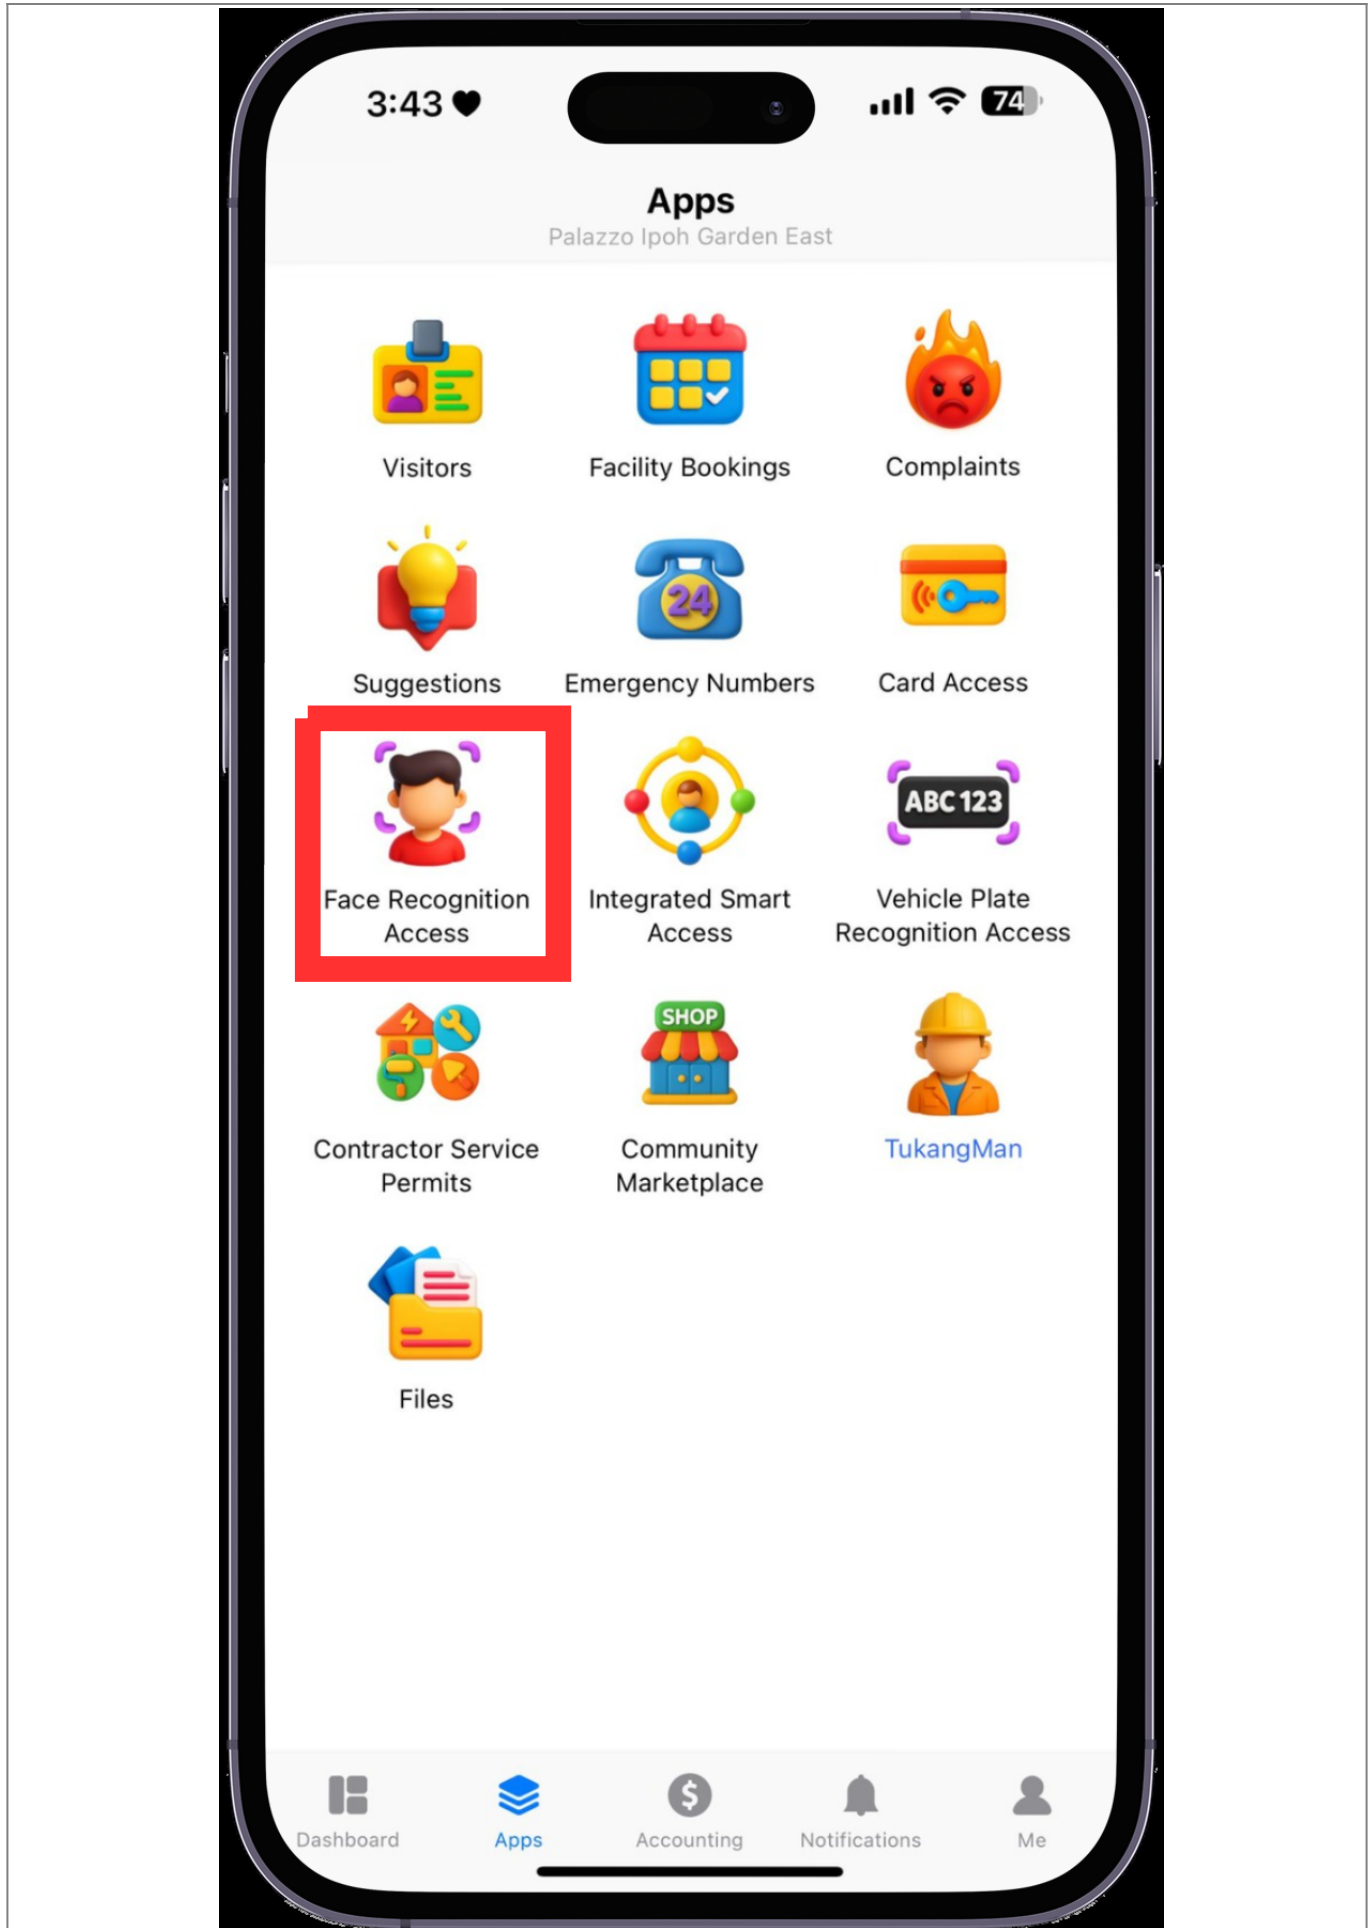 3:43
74
Apps
Palazzo Ipoh Garden East
Visitors
Facility Bookings
Complaints
24
Suggestions
Emergency Numbers
Card Access
ABC 123
Face Recognition
Access
Integrated Smart
Access
Vehicle Plate
Recognition Access
SHOP
Contractor Service
Permits
Community
Marketplace
TukangMan
Files
$
Dashboard
Apps
Accounting
Notifications
Me